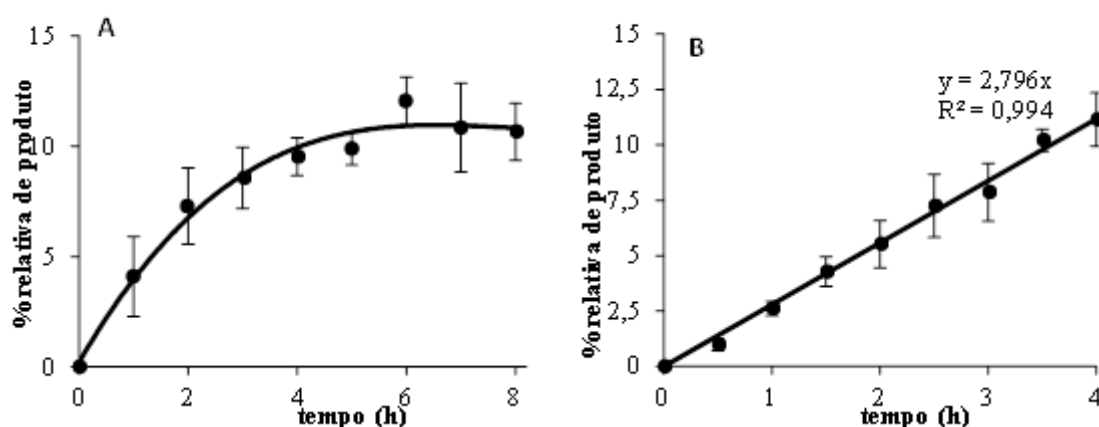 A
15
10
5
0
% relativa de produto
0 2 4 6 8
tempo (h)
B
15
12,5
10
7,5
5
2,5
0
% relativa de produto
y = 2,796x
R² = 0,994
0 1 2 3 4
tempo (h)